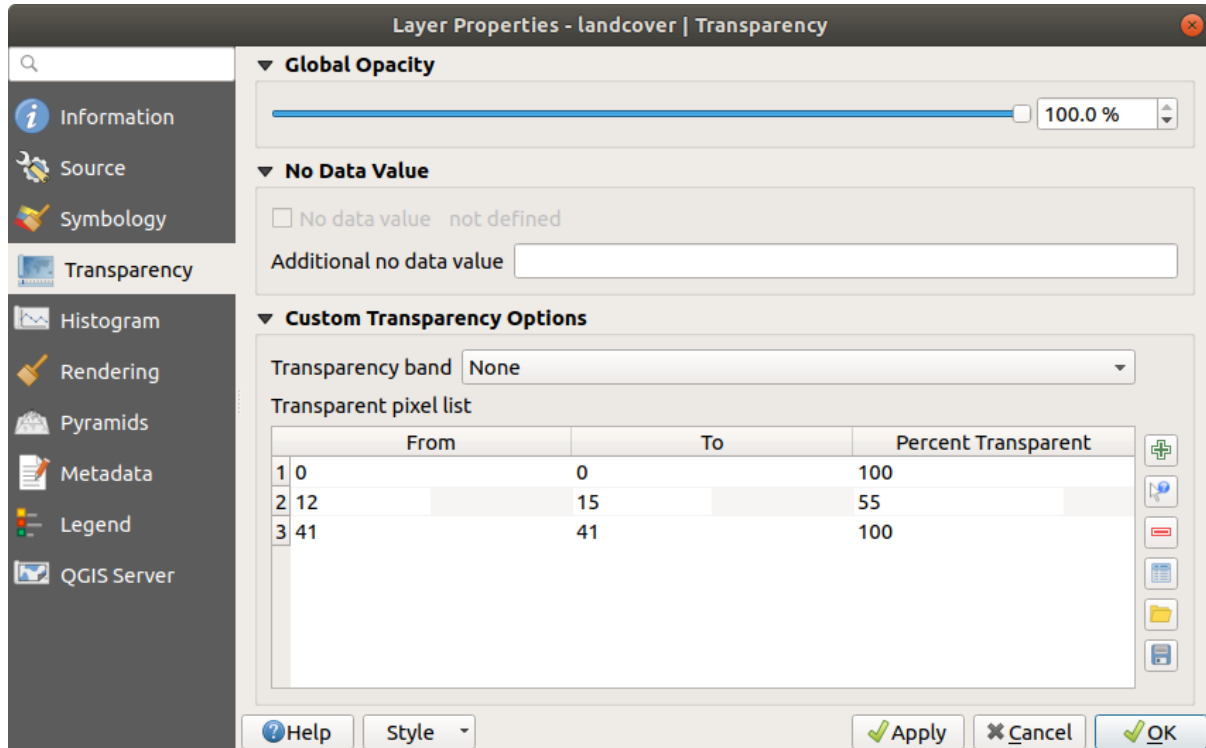 Layer Properties - landcover | Transparency
Information
Source
Symbology
Transparency
Histogram
Rendering
Pyramids
Metadata
Legend
QGIS Server
Global Opacity
100.0 %
No Data Value
No data value not defined
Additional no data value
Custom Transparency Options
Transparency band None
Transparent pixel list
From To Percent Transparent
1 0 0 100
2 12 15 55
3 41 41 100
Help Style Apply Cancel OK